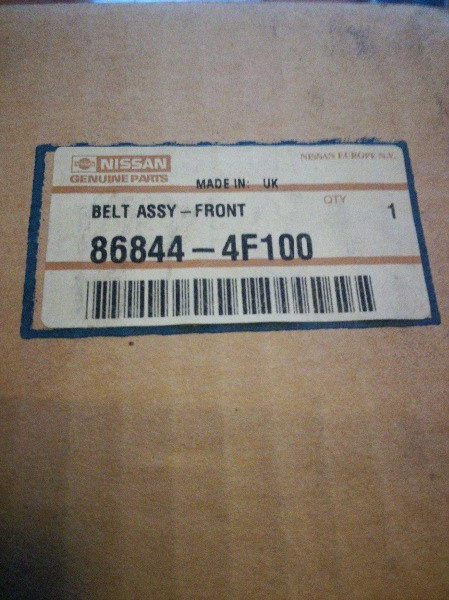 NISSAN
GENUINE PARTS
NISSAN EUROPE N.V.
MADE IN: UK
BELT ASSY-FRONT
QTY
1
86844-4F100